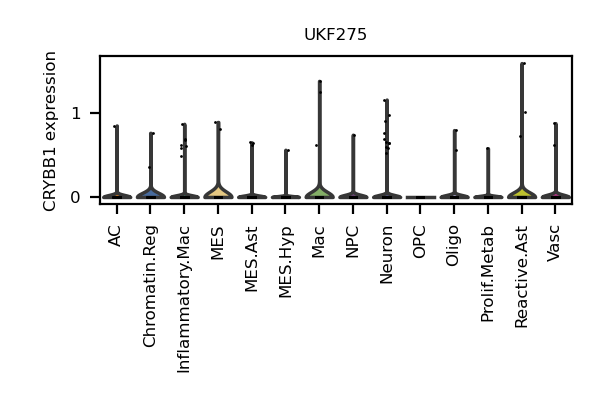 UKF275
CRYBB1 expression
1
0
AC
Chromatin.Reg
Inflammatory.Mac
MES
MES.Ast
MES.Hyp
Mac
NPC
Neuron
OPC
Oligo
Prolif.Metab
Reactive.Ast
Vasc